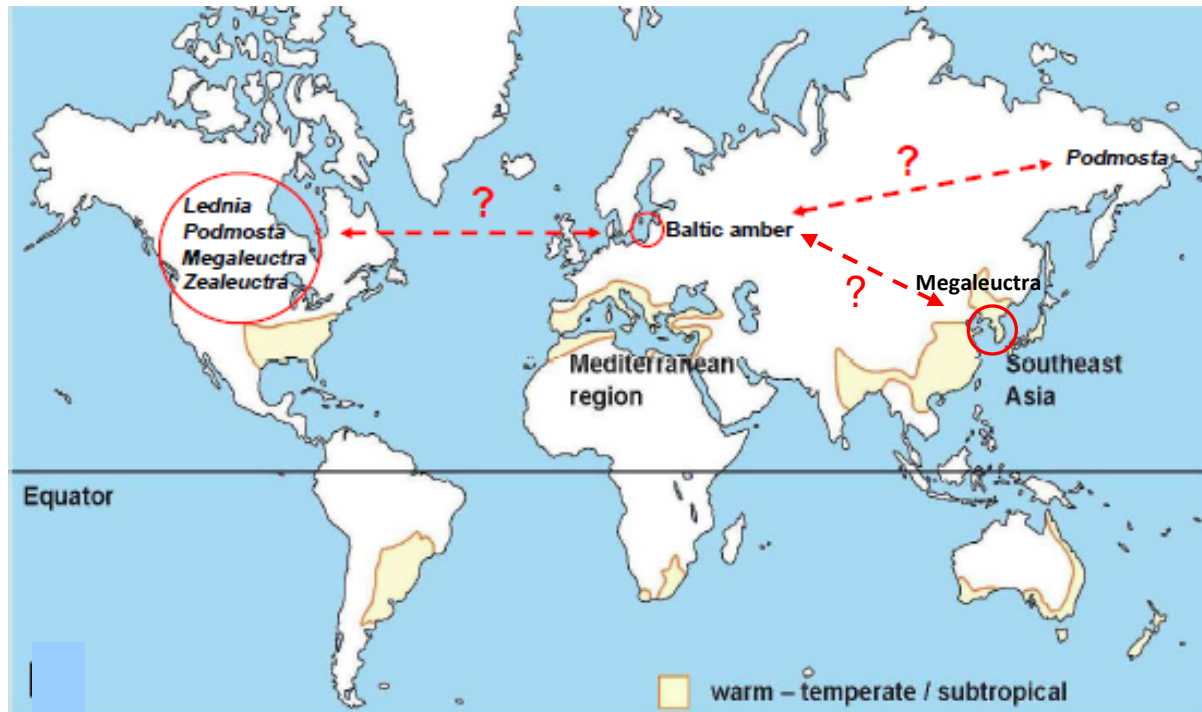 ?
Podmosta
Lednia
Podmosta
Megaleuctra
Zealeuctra
?
Baltic amber
Megaleuctra
?
Mediterranean
region
Southeast
Asia
Equator
warm – temperate / subtropical